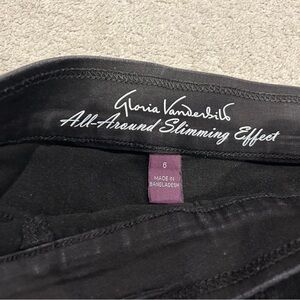 Gloria Vanderbilt
All-Around Slimming Effect
6
MADE IN
BANGLADESH